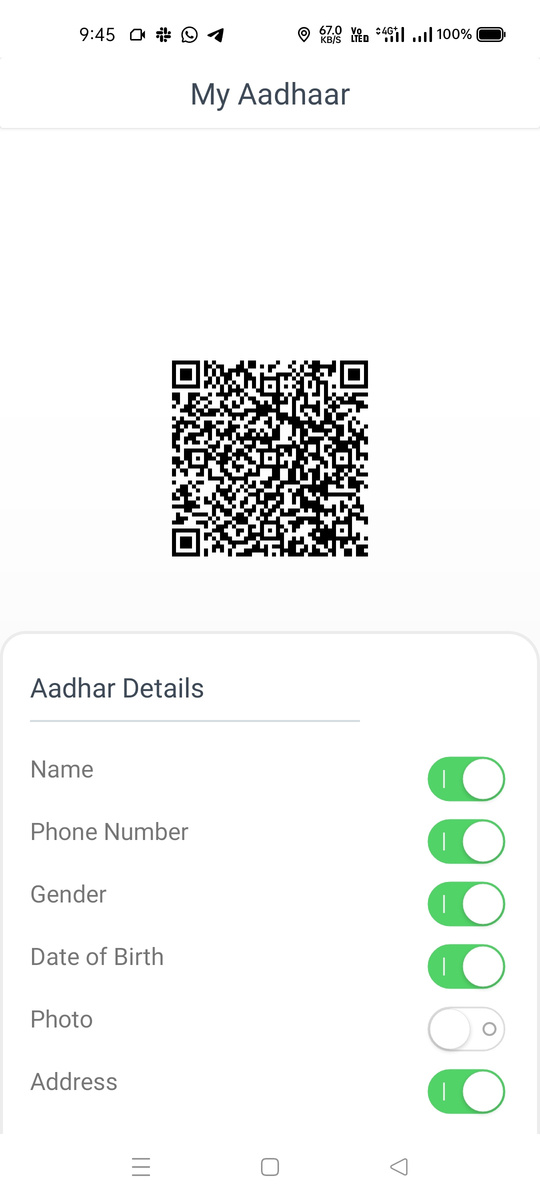 9:45 67.0 KB/S Vo LTE 4G+ 100%
My Aadhaar
Aadhar Details
Name
Phone Number
Gender
Date of Birth
Photo
Address